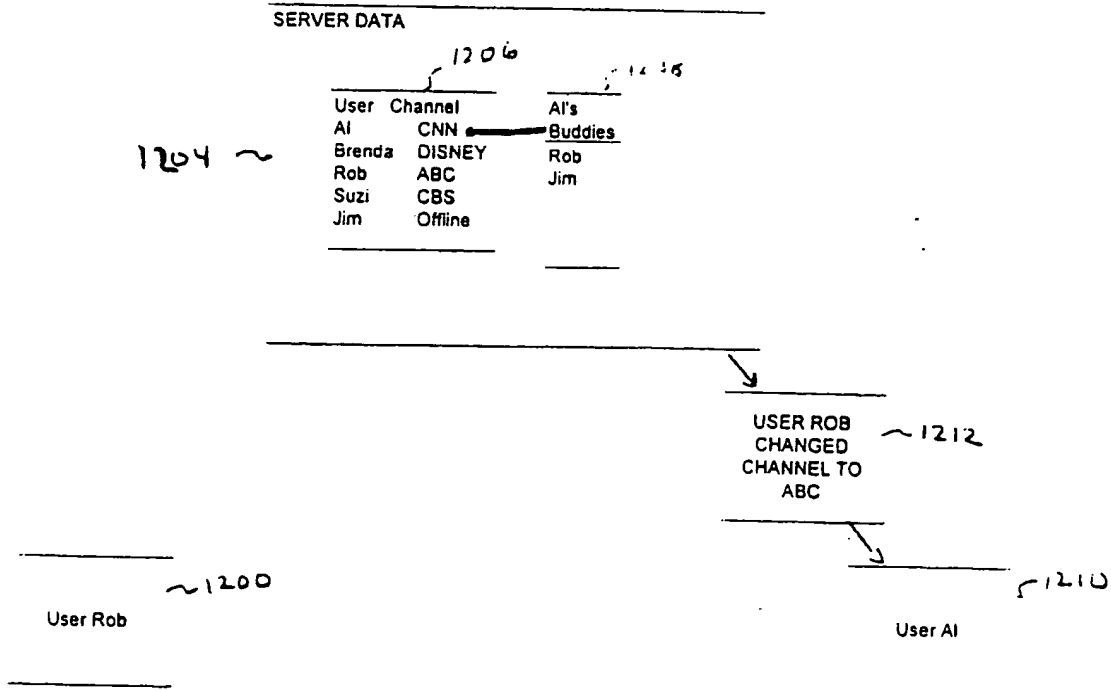 SERVER DATA
1206
User Channel
Al CNN
Brenda DISNEY
Rob ABC
Suzi CBS
Jim Offline
Al's
Buddies
Rob
Jim
1204
USER ROB
CHANGED
CHANNEL TO
ABC
1212
1200
User Rob
1210
User Al